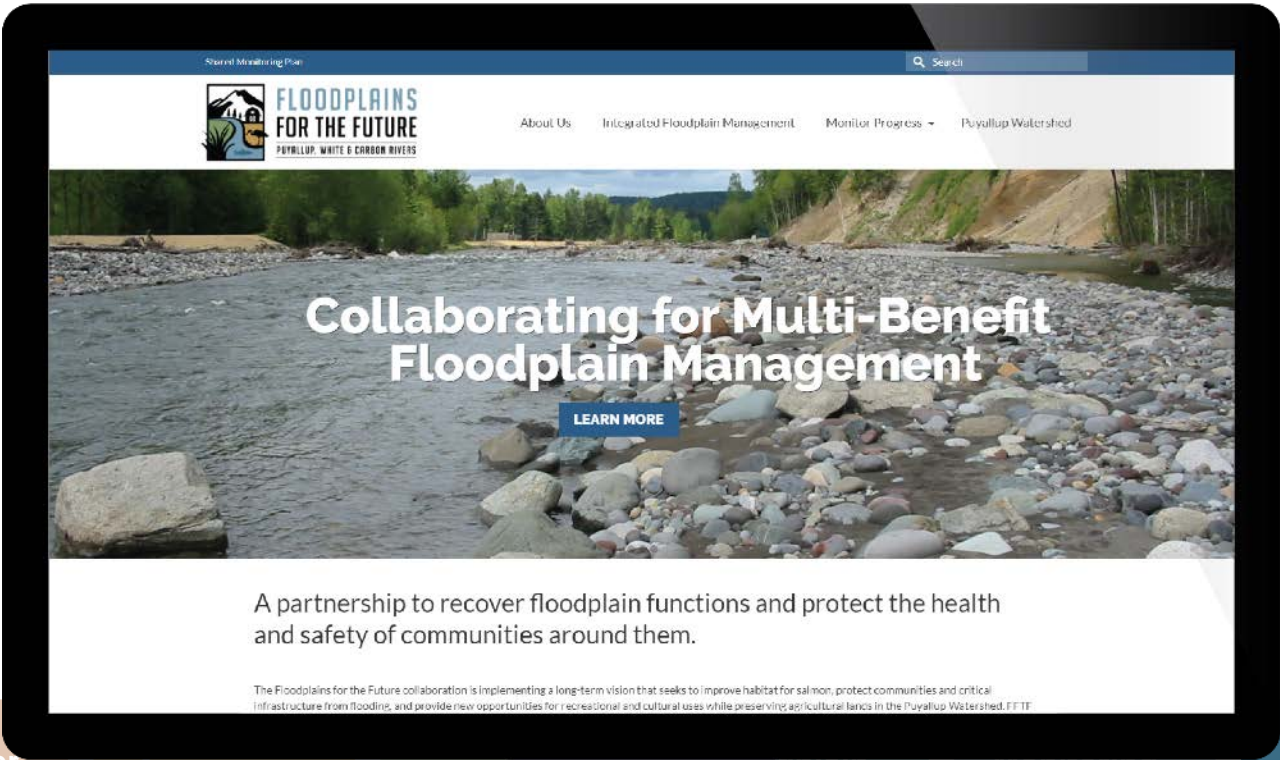 Shared Monitoring Plan
Search
FLOODPLAINS
FOR THE FUTURE
PUYALLUP, WHITE & CARBON RIVERS
About Us Integrated Floodplain Management Monitor Progress Puyallup Watershed
Collaborating for Multi-Benefit
Floodplain Management
LEARN MORE
A partnership to recover floodplain functions and protect the health
and safety of communities around them.
The Floodplains for the Future collaboration is implementing a long-term vision that seeks to improve habitat for salmon, protect communities and critical
infrastructure from flooding, and provide new opportunities for recreational and cultural uses while preserving agricultural lands in the Puyallup Watershed. FFTF